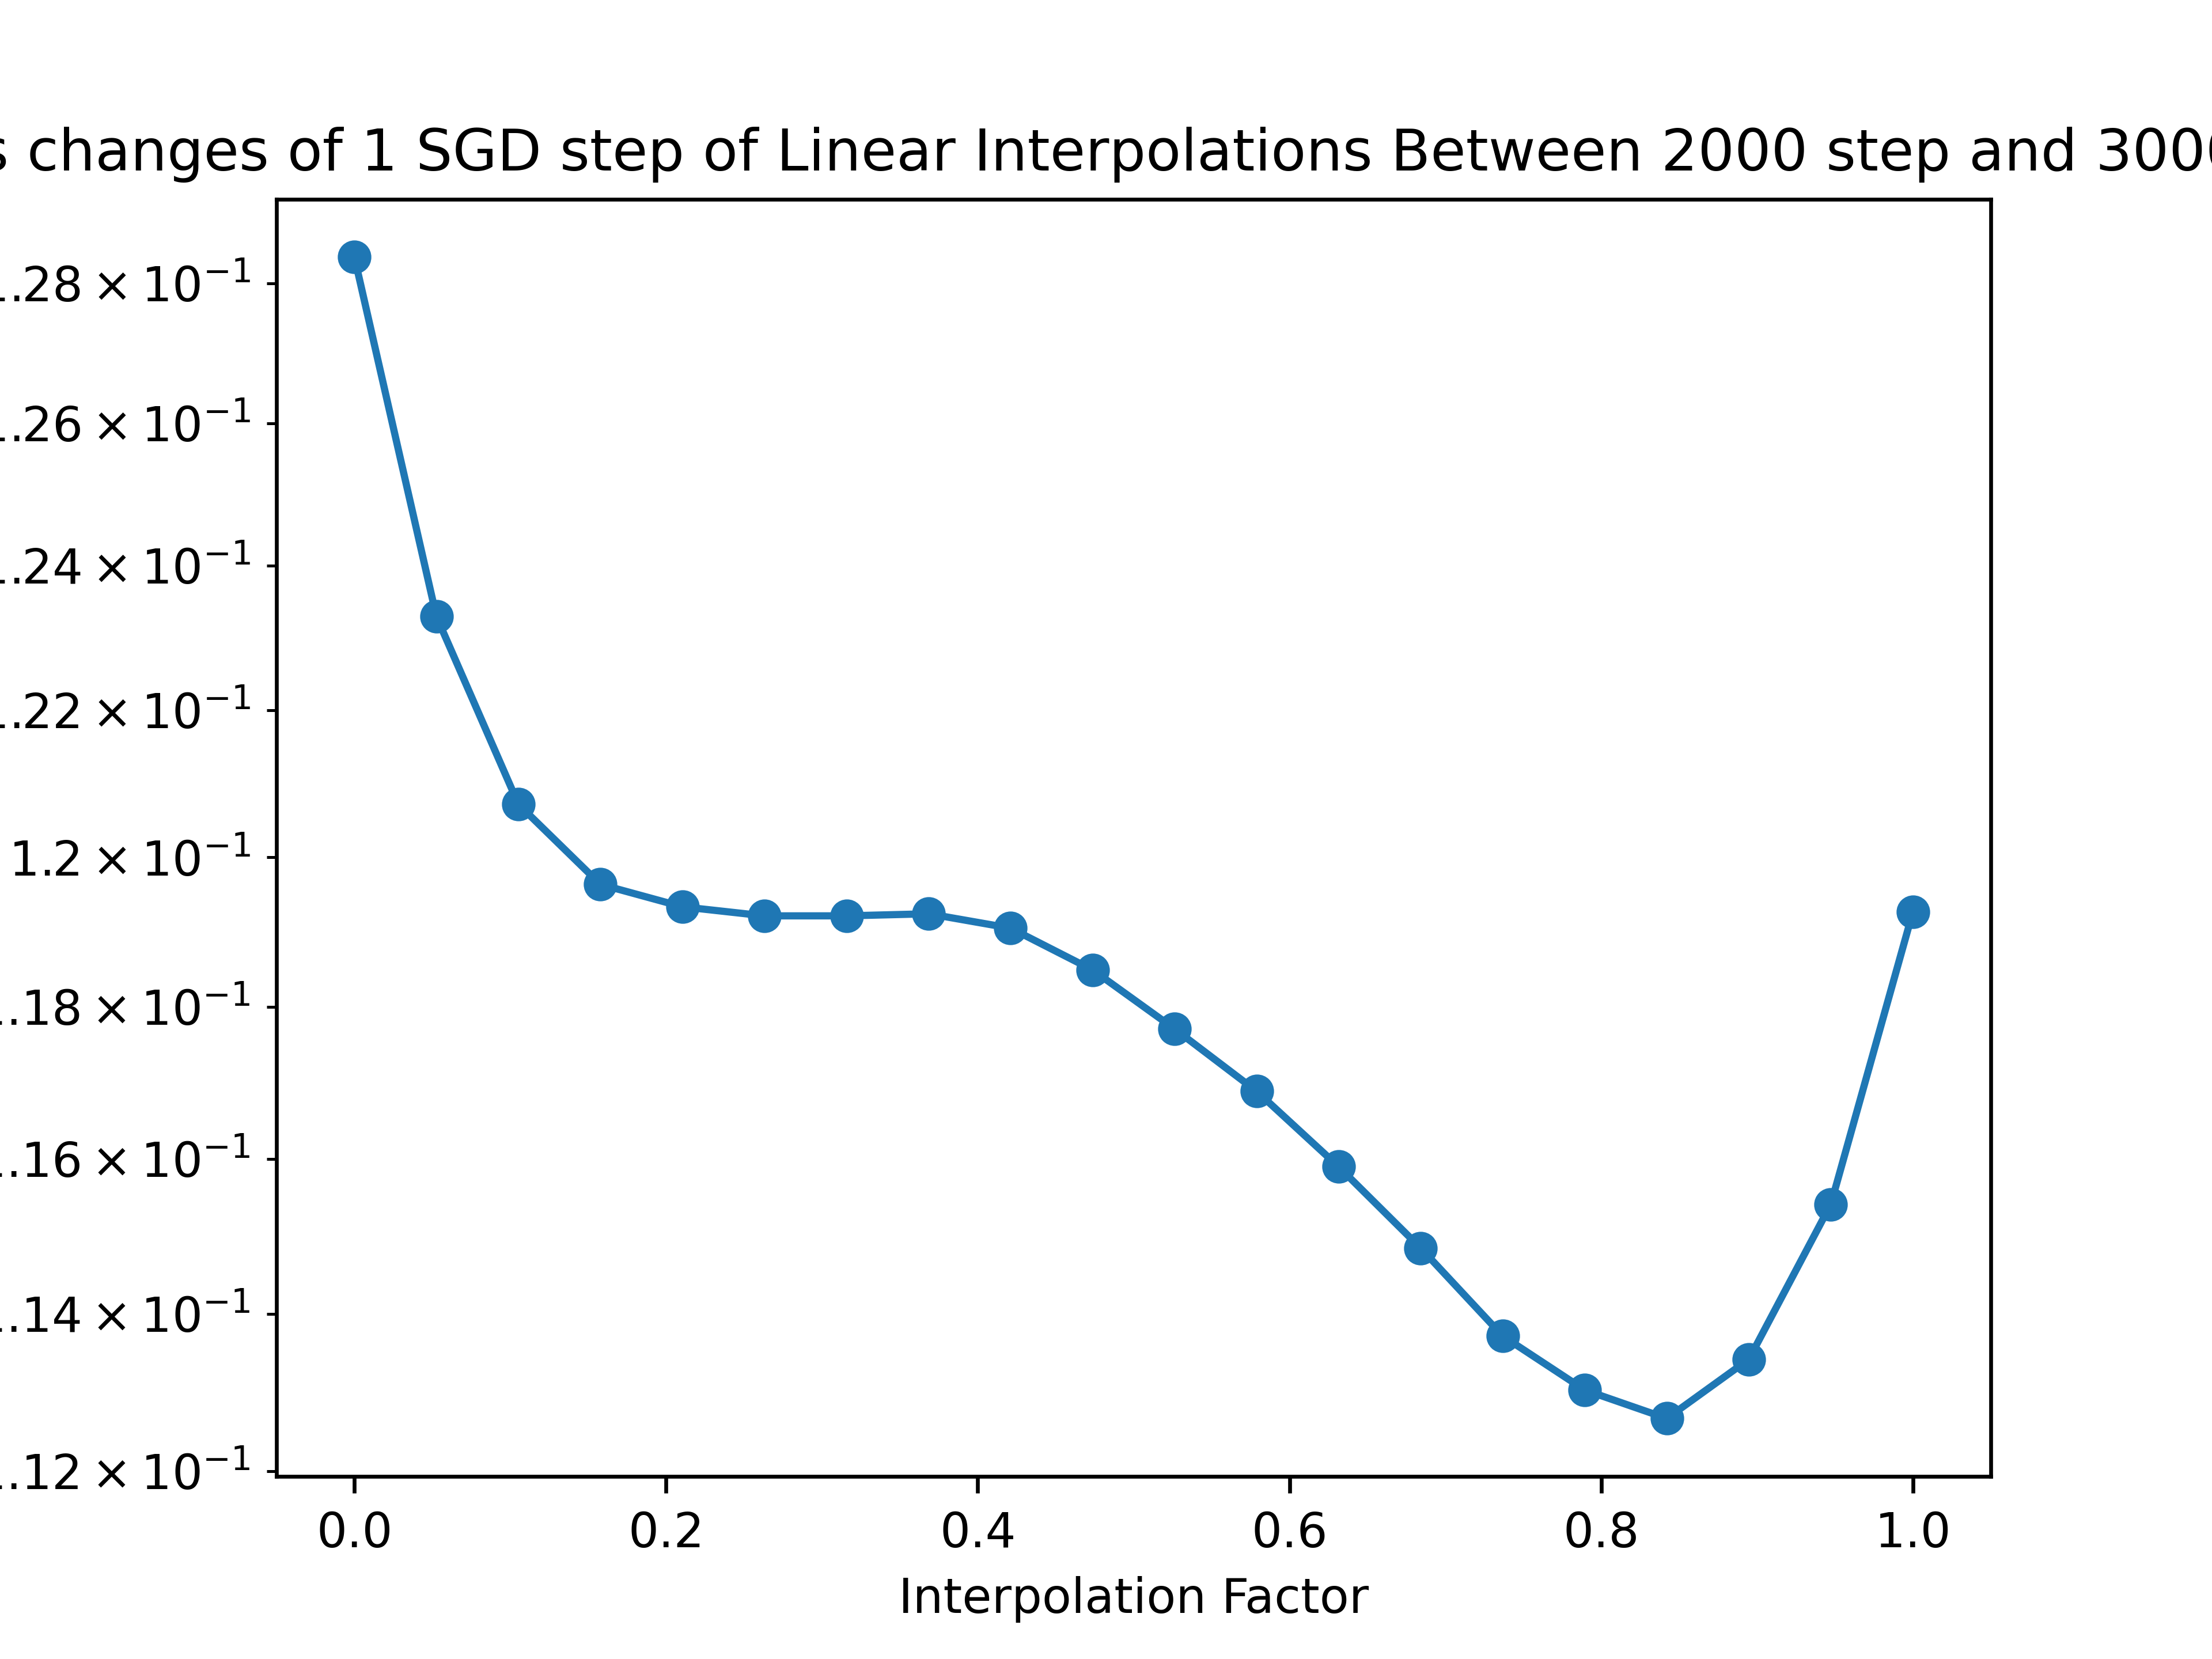 s changes of 1 SGD step of Linear Interpolations Between 2000 step and 300
.28 × 10⁻¹
.26 × 10⁻¹
.24 × 10⁻¹
.22 × 10⁻¹
1.2 × 10⁻¹
.18 × 10⁻¹
.16 × 10⁻¹
.14 × 10⁻¹
.12 × 10⁻¹
0.0 0.2 0.4 0.6 0.8 1.0
Interpolation Factor